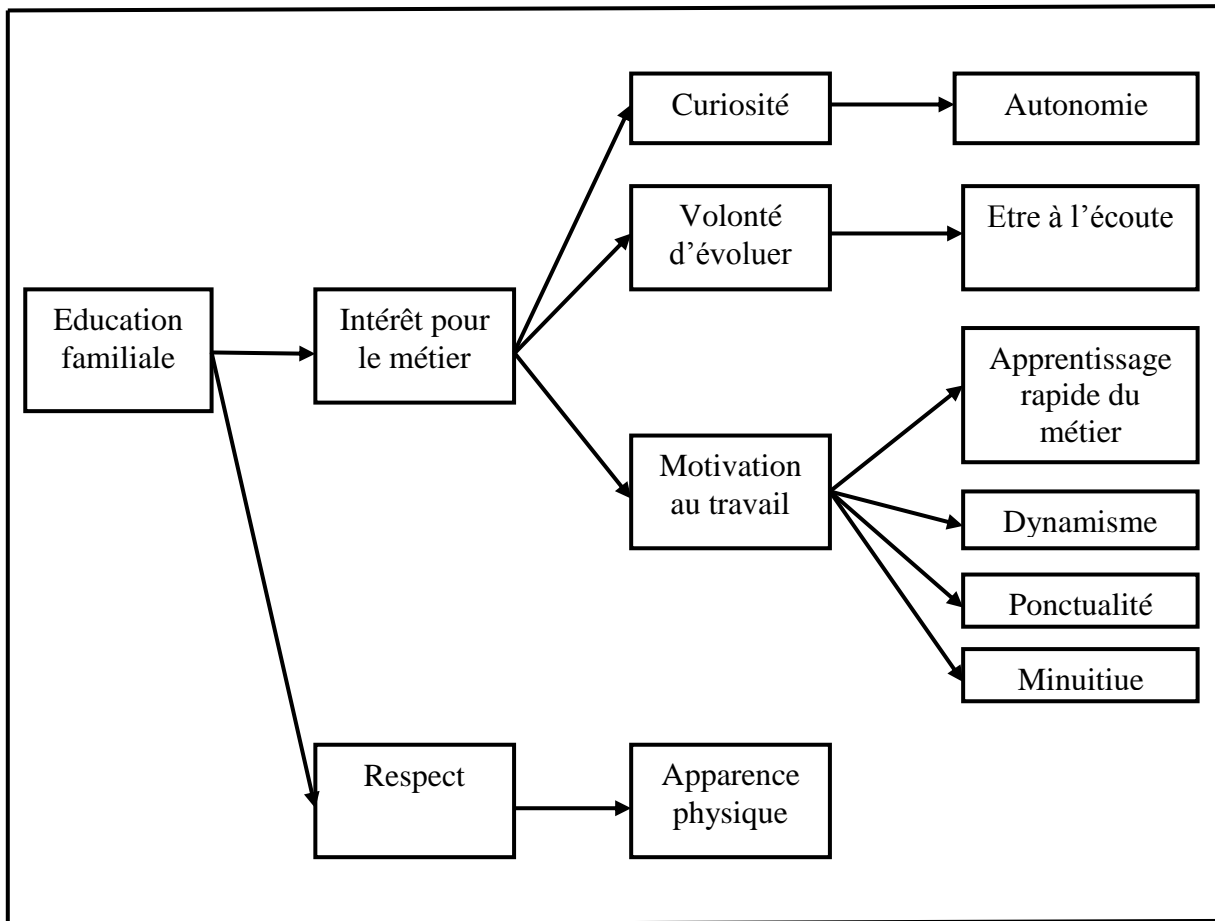 Curiosité
Autonomie
Volonté
d’évoluer
Etre à l’écoute
Education
familiale
Intérêt pour
le métier
Apprentissage
rapide du
métier
Motivation
au travail
Dynamisme
Ponctualité
Minuitiue
Respect
Apparence
physique